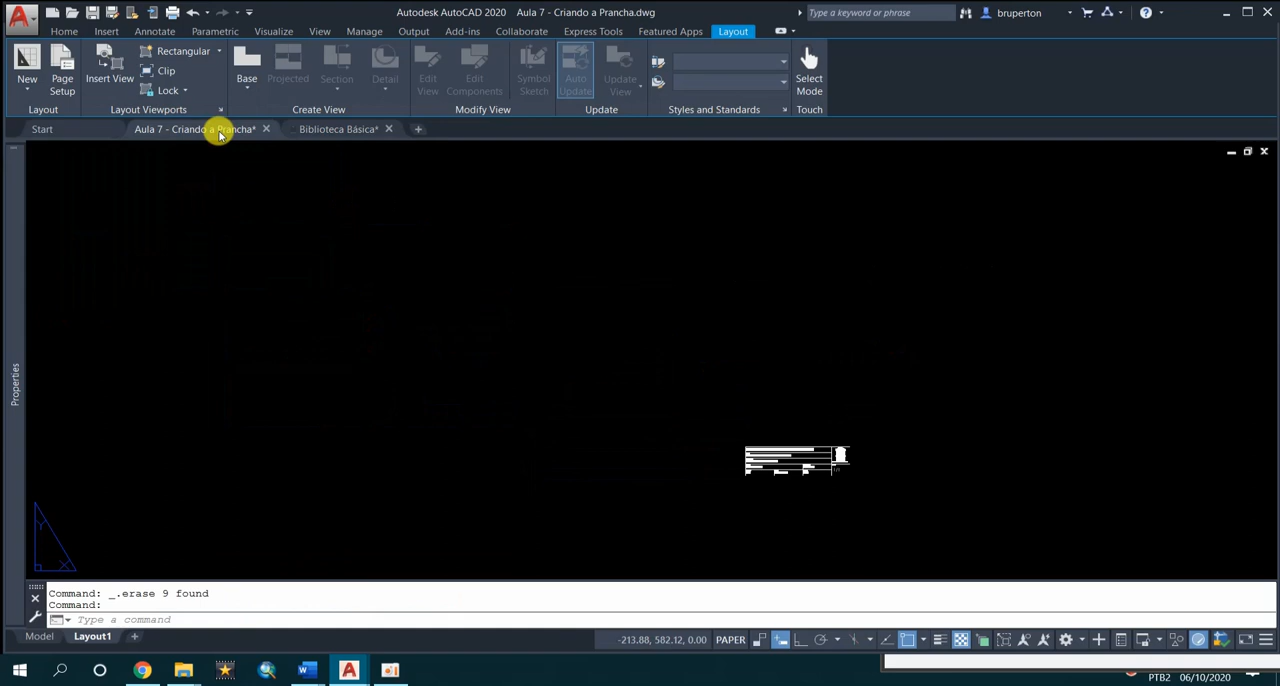 Autodesk AutoCAD 2020 Aula 7 - Criando a Prancha.dwg
Type a keyword or phrase
bruperton
Home Insert Annotate Parametric Visualize View Manage Output Add-ins Collaborate Express Tools Featured Apps Layout
New
Page Setup
Insert View
Rectangular
Clip
Lock
Base
Projected
Section
Detail
Edit View
Edit Components
Symbol Sketch
Auto Update
Update View
Select Mode
Layout Layout Viewports Create View Modify View Update Styles and Standards Touch
Start Aula 7 - Criando a Prancha* Biblioteca Básica*
Properties
Y
X
Command: _.erase 9 found
Command:
Type a command
Model Layout1
-213.88, 582.12, 0.00 PAPER
PTB2 06/10/2020